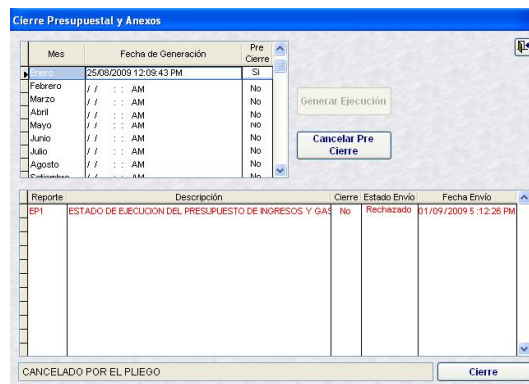 Cierre Presupuestal y Anexos
Mes Fecha de Generación Pre Cierre
Enero 25/08/2009 12:09:43 PM Si
Febrero / / : : AM No
Marzo / / : : AM No
Abril / / : : AM No
Mayo / / : : AM No
Junio / / : : AM No
Julio / / : : AM No
Agosto / / : : AM No
Setiembre / / : : AM No
Generar Ejecución
Cancelar Pre Cierre
Reporte Descripción Cierre Estado Envío Fecha Envío
EP1 ESTADO DE EJECUCION DEL PRESUPUESTO DE INGRESOS Y GAS No Rechazado 01/09/2009 5:12:26 PM
CANCELADO POR EL PLIEGO
Cierre